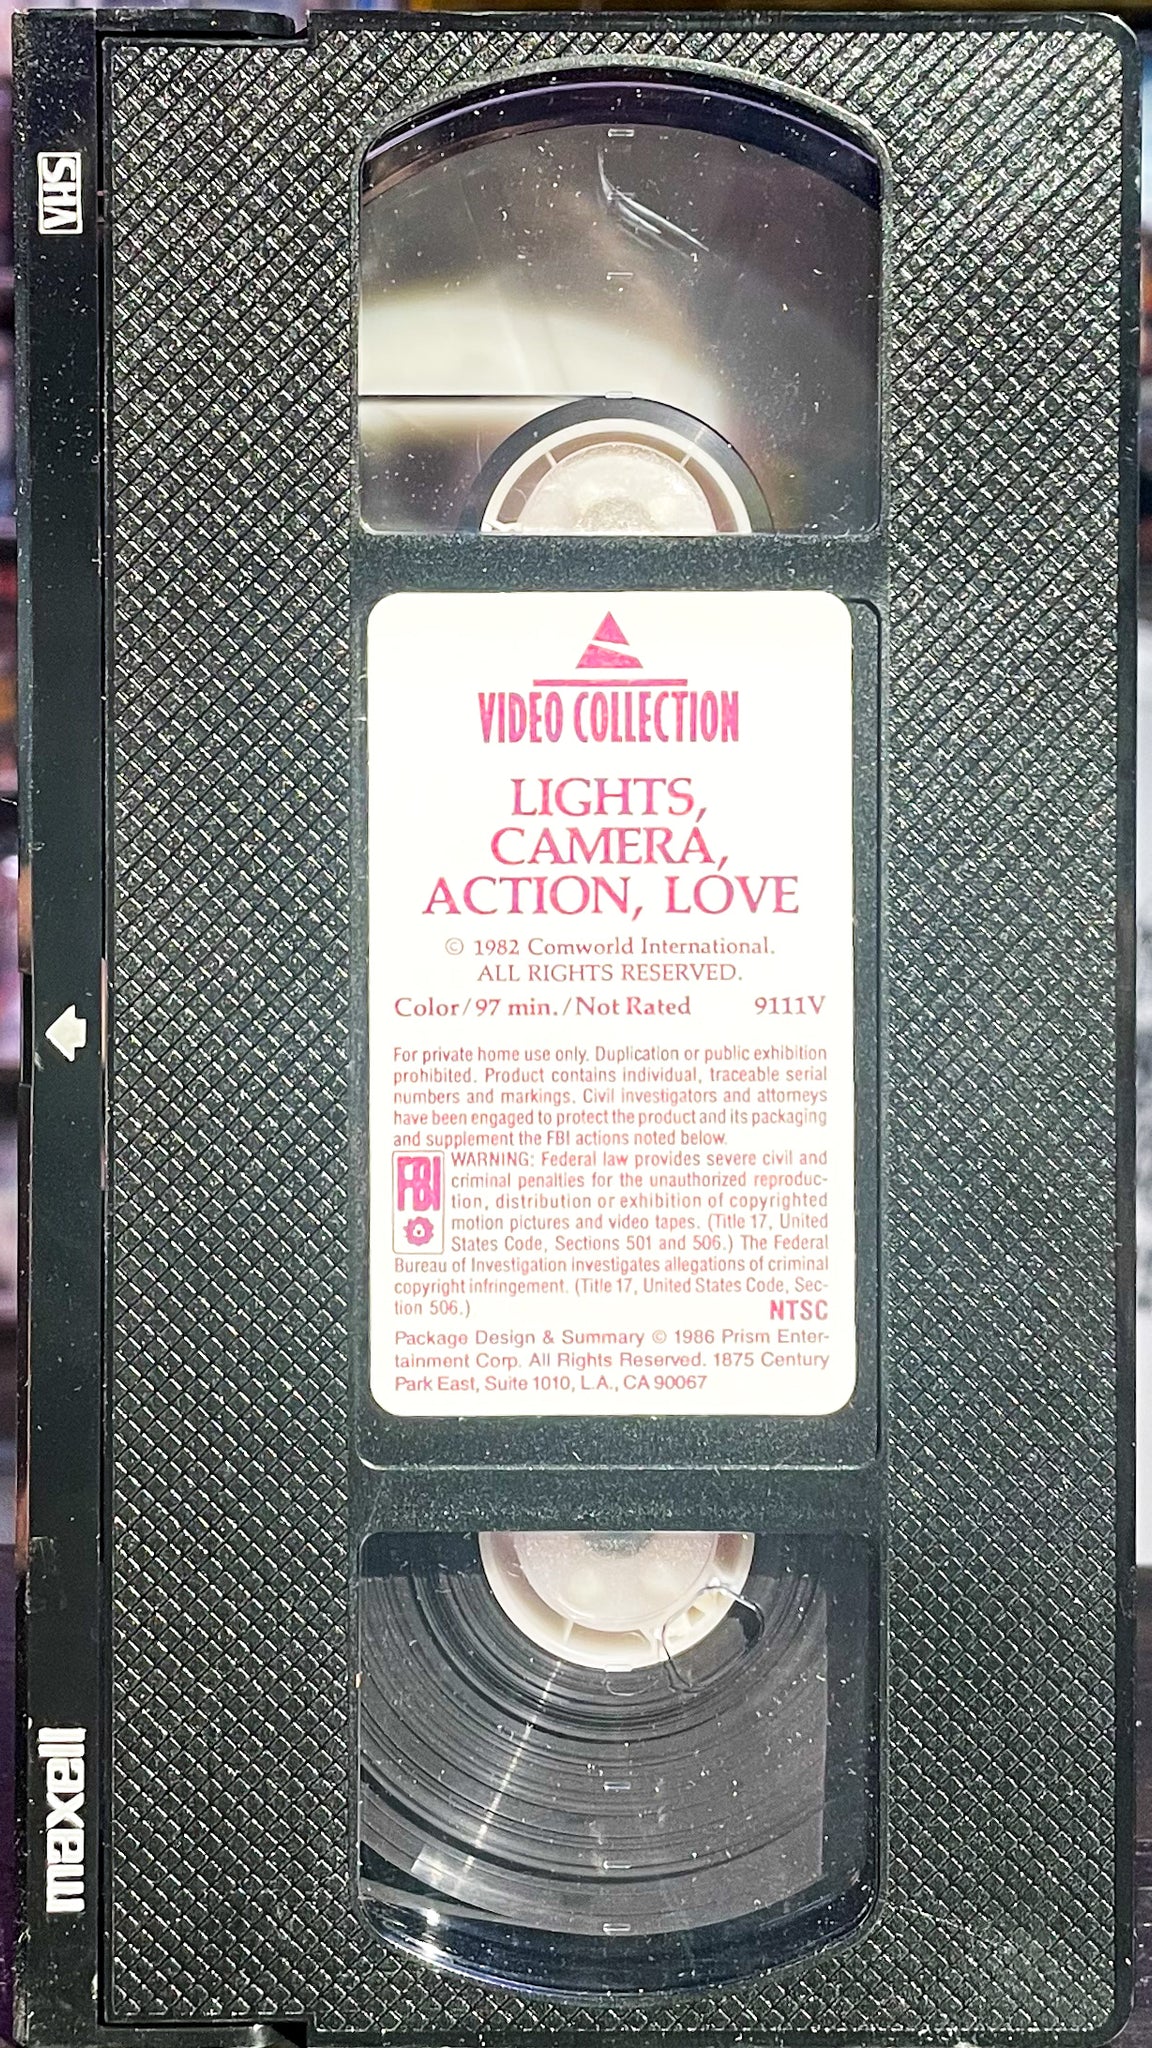 VHS
VIDEO COLLECTION
LIGHTS,
CAMERA,
ACTION, LOVE
© 1982 Comworld International.
ALL RIGHTS RESERVED.
Color/97 min./Not Rated 9111V
For private home use only. Duplication or public exhibition
prohibited. Product contains individual, traceable serial
numbers and markings. Civil investigators and attorneys
have been engaged to protect the product and its packaging
and supplement the FBI actions noted below.
FBI
WARNING: Federal law provides severe civil and
criminal penalties for the unauthorized reproduc-
tion, distribution or exhibition of copyrighted
motion pictures and video tapes. (Title 17, United
States Code, Sections 501 and 506.) The Federal
Bureau of Investigation investigates allegations of criminal
copyright infringement. (Title 17, United States Code, Sec-
tion 506.) NTSC
Package Design & Summary © 1986 Prism Enter-
tainment Corp. All Rights Reserved. 1875 Century
Park East, Suite 1010, L.A., CA 90067
maxell